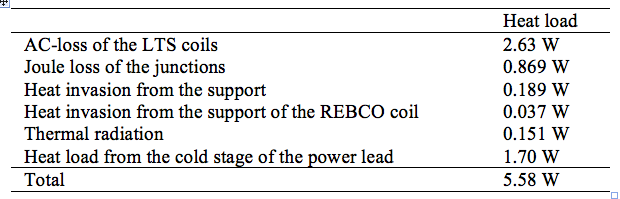 Heat load
AC-loss of the LTS coils 2.63 W
Joule loss of the junctions 0.869 W
Heat invasion from the support 0.189 W
Heat invasion from the support of the REBCO coil 0.037 W
Thermal radiation 0.151 W
Heat load from the cold stage of the power lead 1.70 W
Total 5.58 W